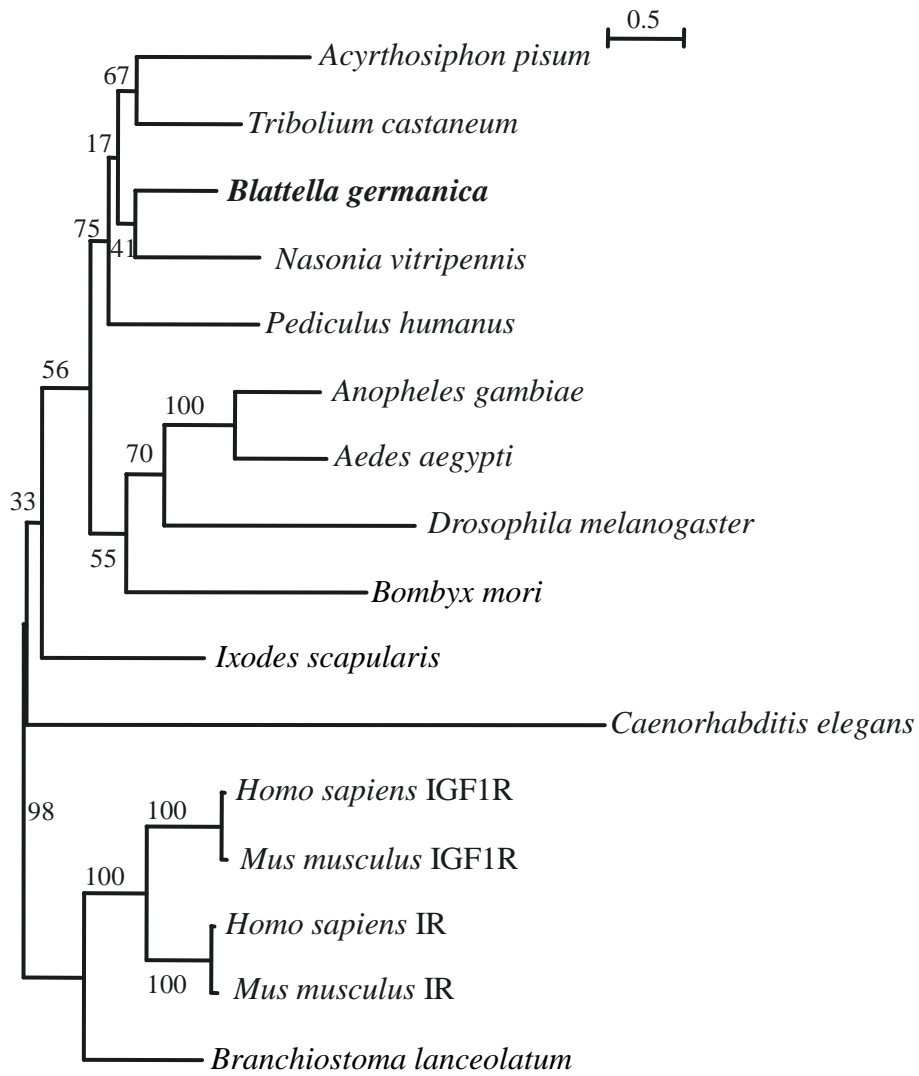 0.5
Acyrthosiphon pisum
67
Tribolium castaneum
17
Blattella germanica
75
41
Nasonia vitripennis
Pediculus humanus
56
Anopheles gambiae
100
Aedes aegypti
70
33
Drosophila melanogaster
55
Bombyx mori
Ixodes scapularis
Caenorhabditis elegans
Homo sapiens IGF1R
98
100
Mus musculus IGF1R
100
Homo sapiens IR
100
Mus musculus IR
Branchiostoma lanceolatum